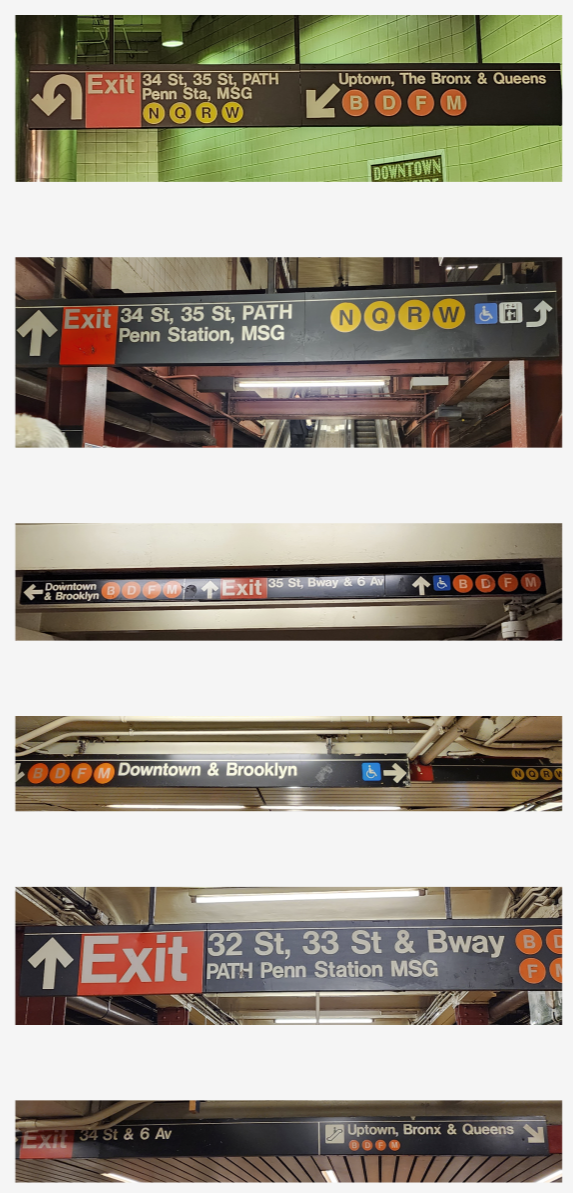 Exit
34 St, 35 St, PATH
Penn Sta, MSG
N Q R W
Uptown, The Bronx & Queens
B D F M
DOWNTOWN
Exit
34 St, 35 St, PATH
Penn Station, MSG
N Q R W
Downtown
& Brooklyn
B D F M
Exit
35 St, Bway & 6 Av
B D F M
B D F M
Downtown & Brooklyn
N Q R W
Exit
32 St, 33 St & Bway
PATH Penn Station MSG
B D
F M
Exit
34 St & 6 Av
Uptown, Bronx & Queens
B D F M